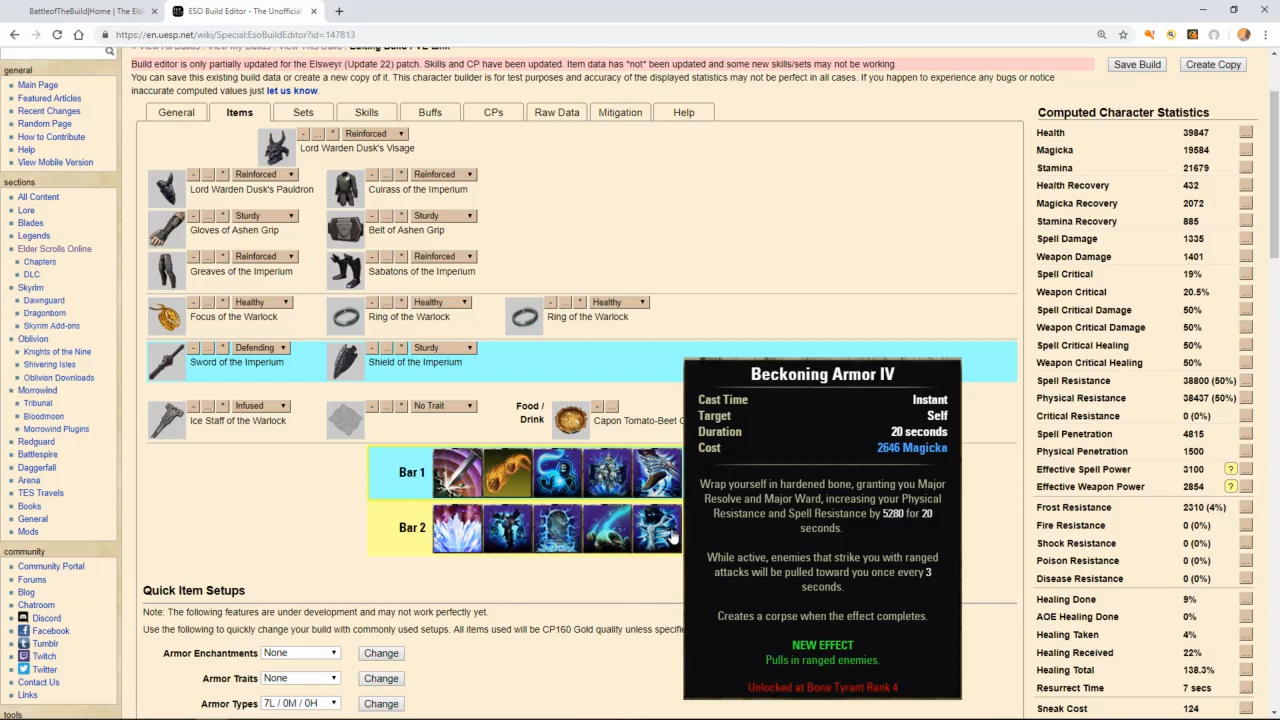 BattleofTheBuild|Home | The Eld
ESO Build Editor - The Unofficial
https://en.uesp.net/wiki/Special:EsoBuildEditor?id=147813
Build editor is only partially updated for the Elsweyr (Update 22) patch. Skills and CP have been updated. Item data has *not* been updated and some new skills/sets may not be working.
Save Build
Create Copy
You can save this existing build data or create a new copy of it. This character builder is for test purposes and accuracy of the displayed statistics may not be perfect in all cases. If you happen to experience any bugs or notice
inaccurate computed values just let us know.
general
Main Page
Featured Articles
Recent Changes
Random Page
How to Contribute
Help
View Mobile Version
sections
All Content
Lore
Blades
Legends
Elder Scrolls Online
Chapters
DLC
Skyrim
Dawnguard
Dragonborn
Skyrim Add-ons
Oblivion
Knights of the Nine
Shivering Isles
Oblivion Downloads
Morrowind
Tribunal
Bloodmoon
Morrowind Plugins
Redguard
Battlespire
Daggerfall
Arena
TES Travels
Books
General
Mods
community
Community Portal
Forums
Blog
Chatroom
Discord
Facebook
Tumblr
Twitch
Twitter
Contact Us
Links
tools
General
Items
Sets
Skills
Buffs
CPs
Raw Data
Mitigation
Help
- ... * Reinforced
Lord Warden Dusk's Visage
- ... * Reinforced
Lord Warden Dusk's Pauldron
- ... * Reinforced
Cuirass of the Imperium
- ... * Sturdy
Gloves of Ashen Grip
- ... * Sturdy
Belt of Ashen Grip
- ... * Reinforced
Greaves of the Imperium
- ... * Reinforced
Sabatons of the Imperium
- ... * Healthy
Focus of the Warlock
- ... * Healthy
Ring of the Warlock
- ... * Healthy
Ring of the Warlock
- ... * Defending
Sword of the Imperium
- ... * Sturdy
Shield of the Imperium
- ... * Infused
Ice Staff of the Warlock
- ... * No Trait
Food /
Drink
- ...
Capon Tomato-Beet C
Bar 1
Bar 2
Beckoning Armor IV
Cast Time Instant
Target Self
Duration 20 seconds
Cost 2646 Magicka
Wrap yourself in hardened bone, granting you Major
Resolve and Major Ward, increasing your Physical
Resistance and Spell Resistance by 5280 for 20
seconds.
While active, enemies that strike you with ranged
attacks will be pulled toward you once every 3
seconds.
Creates a corpse when the effect completes.
NEW EFFECT
Pulls in ranged enemies.
Unlocked at Bone Tyrant Rank 4
Quick Item Setups
Note: The following features are under development and may not work perfectly yet.
Use the following to quickly change your build with commonly used setups. All items used will be CP160 Gold quality unless specifie
Armor Enchantments None Change
Armor Traits None Change
Armor Types 7L / 0M / 0H Change
Computed Character Statistics
Health 39847 ...
Magicka 19584 ...
Stamina 21679 ...
Health Recovery 432 ...
Magicka Recovery 2072 ...
Stamina Recovery 885 ...
Spell Damage 1335 ...
Weapon Damage 1401 ...
Spell Critical 19% ...
Weapon Critical 20.5% ...
Spell Critical Damage 50% ...
Weapon Critical Damage 50% ...
Spell Critical Healing 50% ...
Weapon Critical Healing 50% ...
Spell Resistance 38800 (50%) ...
Physical Resistance 38437 (50%) ...
Critical Resistance 0 (0%) ...
Spell Penetration 4815 ...
Physical Penetration 1500 ...
Effective Spell Power 3100 ? ...
Effective Weapon Power 2854 ? ...
Frost Resistance 2310 (4%) ...
Fire Resistance 0 (0%) ...
Shock Resistance 0 (0%) ...
Poison Resistance 0 (0%) ...
Disease Resistance 0 (0%) ...
Healing Done 9% ...
AOE Healing Done 0% ...
Healing Taken 4% ...
Healing Received 22% ...
Healing Total 138.3% ...
Resurrect Time 7 secs ...
Sneak Cost 124 ...